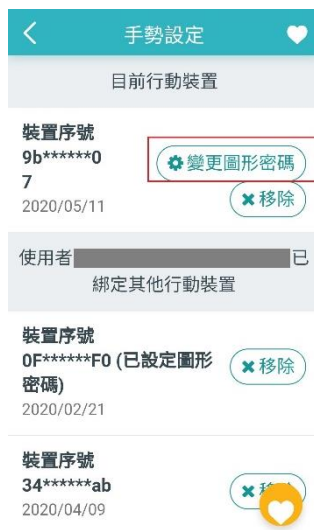 手勢設定
目前行動裝置
裝置序號
9b******0
7
2020/05/11
變更圖形密碼
移除
使用者 已
綁定其他行動裝置
裝置序號
0F******F0 (已設定圖形
密碼)
2020/02/21
移除
裝置序號
34******ab
2020/04/09